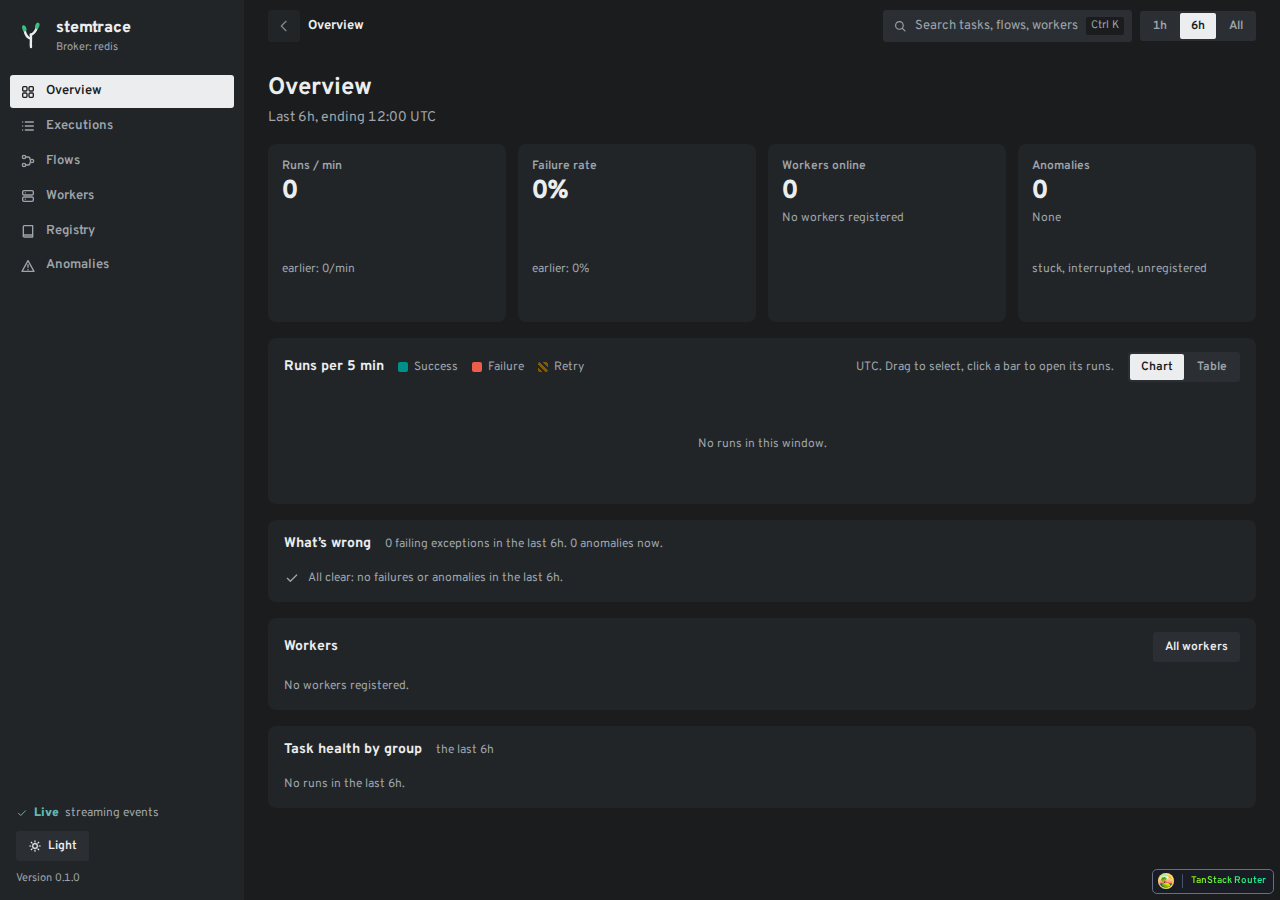 stemtrace
Broker: redis
Overview
Executions
Flows
Workers
Registry
Anomalies
Live streaming events
Light
Version 0.1.0
Overview
Search tasks, flows, workers Ctrl K
1h 6h All
Overview
Last 6h, ending 12:00 UTC
Runs / min
0
earlier: 0/min
Failure rate
0%
earlier: 0%
Workers online
0
No workers registered
Anomalies
0
None
stuck, interrupted, unregistered
Runs per 5 min Success Failure Retry UTC. Drag to select, click a bar to open its runs. Chart Table
No runs in this window.
What's wrong 0 failing exceptions in the last 6h. 0 anomalies now.
All clear: no failures or anomalies in the last 6h.
Workers All workers
No workers registered.
Task health by group the last 6h
No runs in the last 6h.
TanStack Router